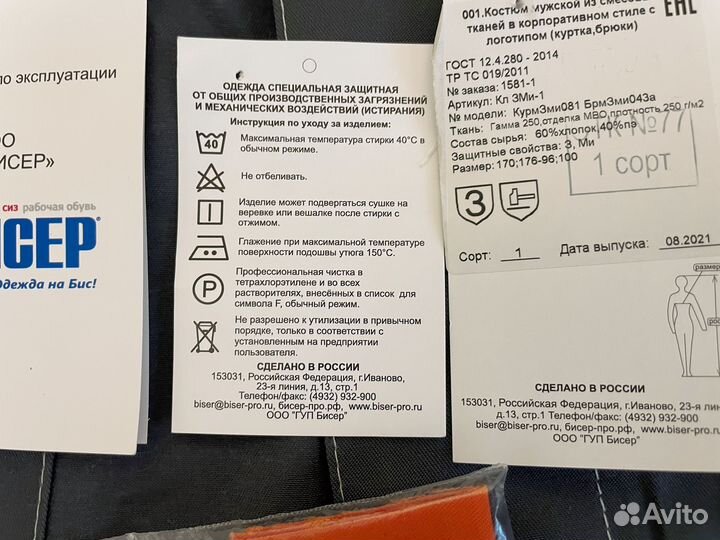 по эксплуатации
ОО
БИСЕР»
сиз рабочая обувь
ИСЕР®
Одежда на Бис!
ОДЕЖДА СПЕЦИАЛЬНАЯ ЗАЩИТНАЯ
ОТ ОБЩИХ ПРОИЗВОДСТВЕННЫХ ЗАГРЯЗНЕНИЙ
И МЕХАНИЧЕСКИХ ВОЗДЕЙСТВИЙ (ИСТИРАНИЯ)
Инструкция по уходу за изделием:
40
Максимальная температура стирки 40°С в
обычном режиме.
Не отбеливать.
Изделие может подвергаться сушке на
веревке или вешалке после стирки с
отжимом.
Глажение при максимальной температуре
поверхности подошвы утюга 150°С.
P
Профессиональная чистка в
тетрахлорэтилене и во всех
растворителях, внесённых в список для
символа F, обычный режим.
Не разрешено к утилизации в привычном
порядке, только в соответствии с
установленным на предприятии
пользователя.
СДЕЛАНО В РОССИИ
153031, Российская Федерация, г.Иваново,
23-я линия, д.13, стр.1
Телефон/факс: (4932) 932-900
biser@biser-pro.ru, бисер-про.рф, www.biser-pro.ru
ООО "ГУП Бисер"
001.Костюм мужской из смесовых
тканей в корпоративном стиле с
логотипом (куртка,брюки)
EAC
ГОСТ 12.4.280 - 2014
ТР ТС 019/2011
№ заказа: 1581-1
Артикул: Кл ЗМи-1
№ модели: КурмЗми081 БрмЗми043а
Ткань: Гамма 250,отделка МВО,плотность 250 г/м2
Состав сырья: 60%хлопок,40%пэ
Защитные свойства: З, Ми
Размер: 170;176-96;100
№77
1 сорт
З
Сорт: 1 Дата выпуска: 08.2021
размер
рос
СДЕЛАНО В РОССИИ
153031, Российская Федерация, г.Иваново, 23-я линия
д.13, стр.1 Телефон/факс: (4932) 932-900
biser@biser-pro.ru, бисер-про.рф, www.biser-pro.ru
ООО "ГУП Бисер"
Avito